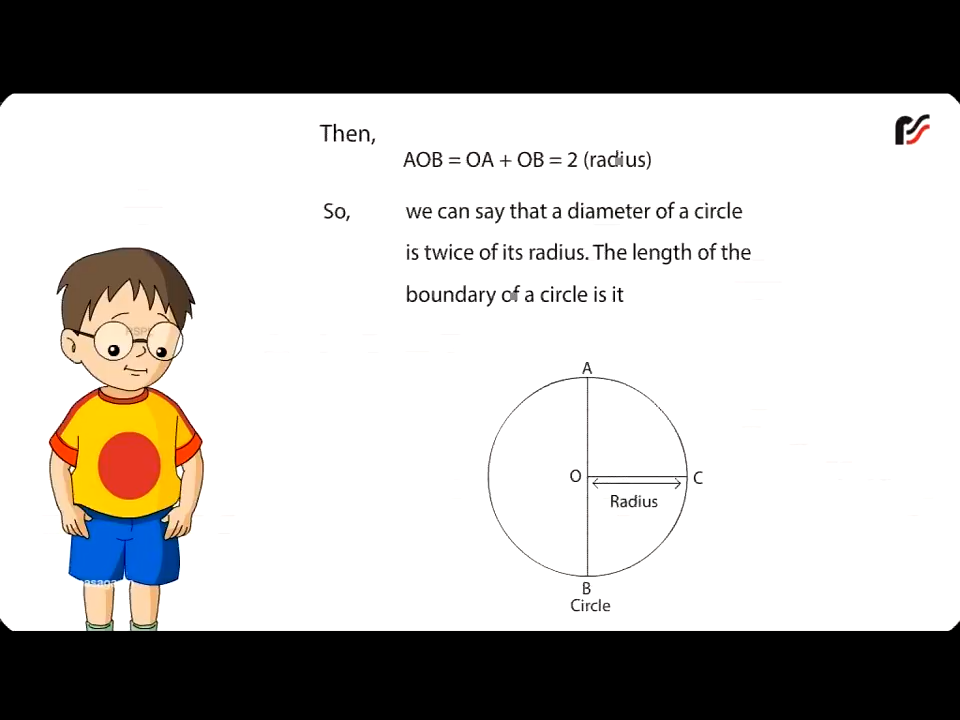 Then,
AOB = OA + OB = 2 (radius)
So, we can say that a diameter of a circle
is twice of its radius. The length of the
boundary of a circle is it
A
O
C
Radius
B
Circle